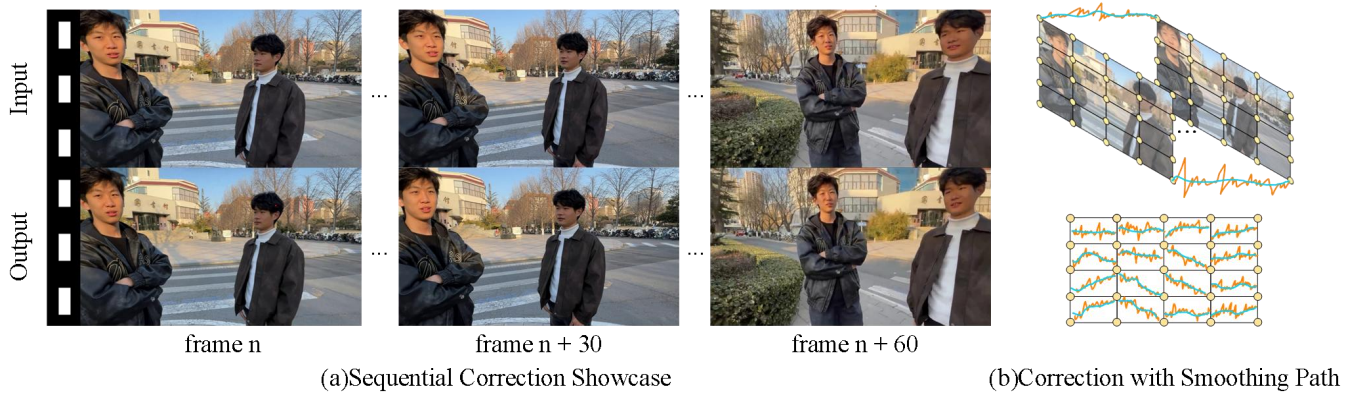 Input
...
...
...
Output
...
...
frame n
frame n + 30
frame n + 60
(a)Sequential Correction Showcase
(b)Correction with Smoothing Path